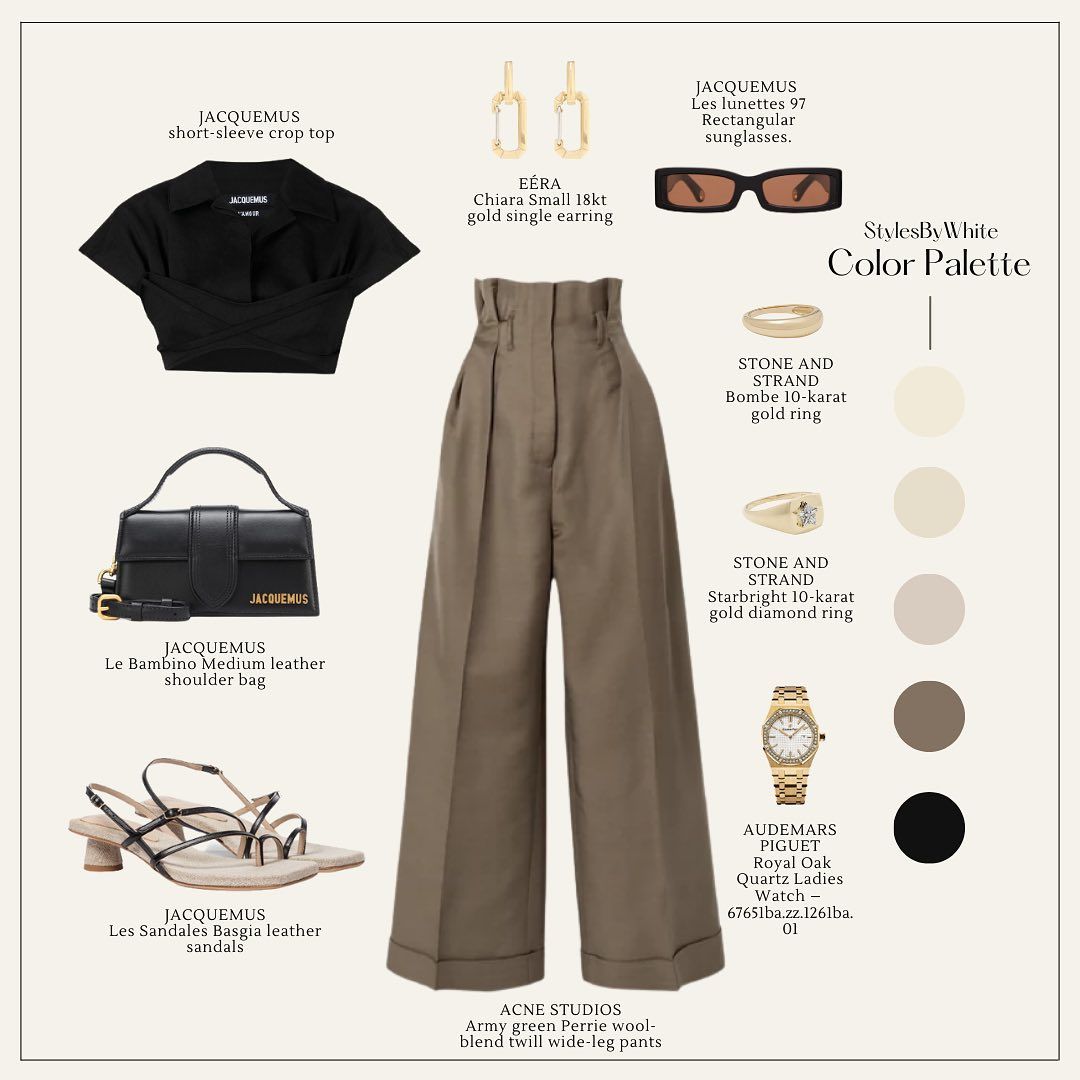 JACQUEMUS
short-sleeve crop top
JACQUEMUS
L'AMOUR
EÉRA
Chiara Small 18kt
gold single earring
JACQUEMUS
Les lunettes 97
Rectangular
sunglasses.
StylesByWhite
Color Palette
STONE AND
STRAND
Bombe 10-karat
gold ring
JACQUEMUS
JACQUEMUS
Le Bambino Medium leather
shoulder bag
STONE AND
STRAND
Starbright 10-karat
gold diamond ring
JACQUEMUS
Les Sandales Basgia leather
sandals
AUDEMARS
PIGUET
Royal Oak
Quartz Ladies
Watch –
67651ba.zz.1261ba.
01
ACNE STUDIOS
Army green Perrie wool-
blend twill wide-leg pants